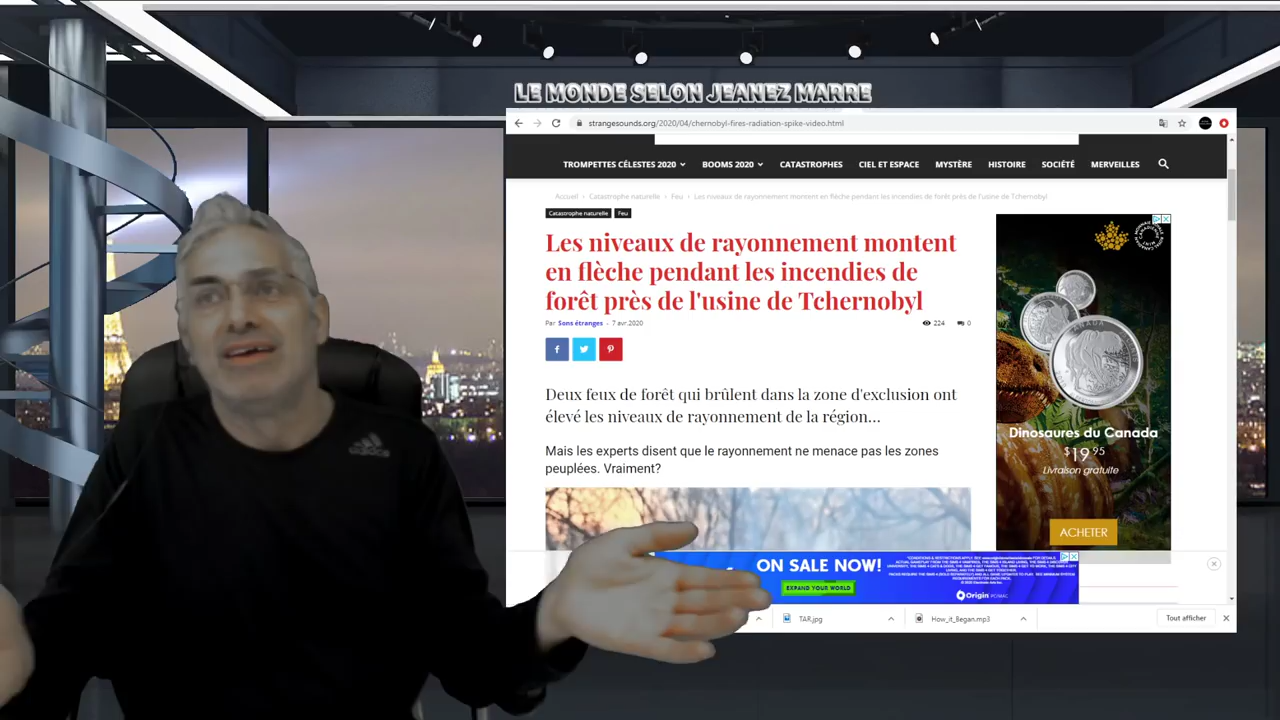 LE MONDE SELON JEANEZ MARRE
strangesounds.org/2020/04/chernobyl-fires-radiation-spike-video.html
TROMPETTES CÉLESTES 2020
BOOMS 2020
CATASTROPHES
CIEL ET ESPACE
MYSTÈRE
HISTOIRE
SOCIÉTÉ
MERVEILLES
Accueil › Catastrophe naturelle › Feu › Les niveaux de rayonnement montent en flèche pendant les incendies de forêt près de l'usine de Tchernobyl
Catastrophe naturelle
Feu
Les niveaux de rayonnement montent
en flèche pendant les incendies de
forêt près de l'usine de Tchernobyl
Par Sons étranges - 7 avr.2020
224
0
Deux feux de forêt qui brûlent dans la zone d'exclusion ont
élevé les niveaux de rayonnement de la région...
Mais les experts disent que le rayonnement ne menace pas les zones
peuplées. Vraiment?
Dinosaures du Canada
$19.95
Livraison gratuite
ACHETER
ON SALE NOW!
EXPAND YOUR WORLD
Origin PC/MAC
TAR.jpg
How_it_Began.mp3
Tout afficher
adidas